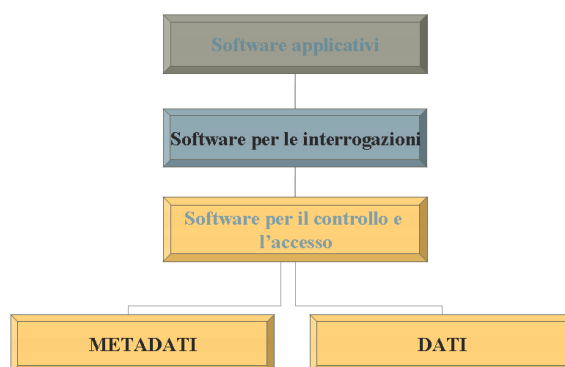 Software applicativi
Software per le interrogazioni
Software per il controllo e
l’accesso
METADATI
DATI